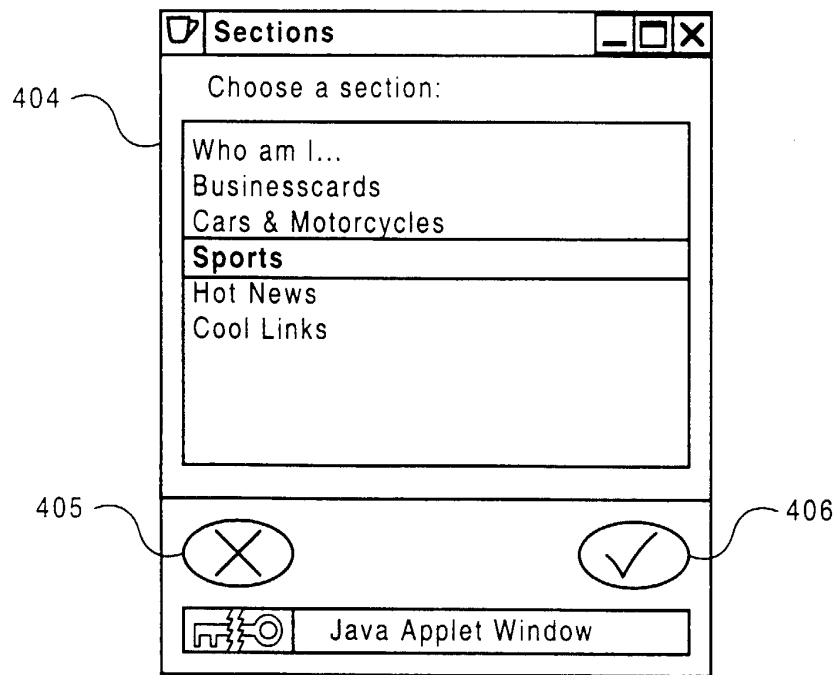 Sections
Choose a section:
404
Who am I...
Businesscards
Cars & Motorcycles
Sports
Hot News
Cool Links
405
406
Java Applet Window